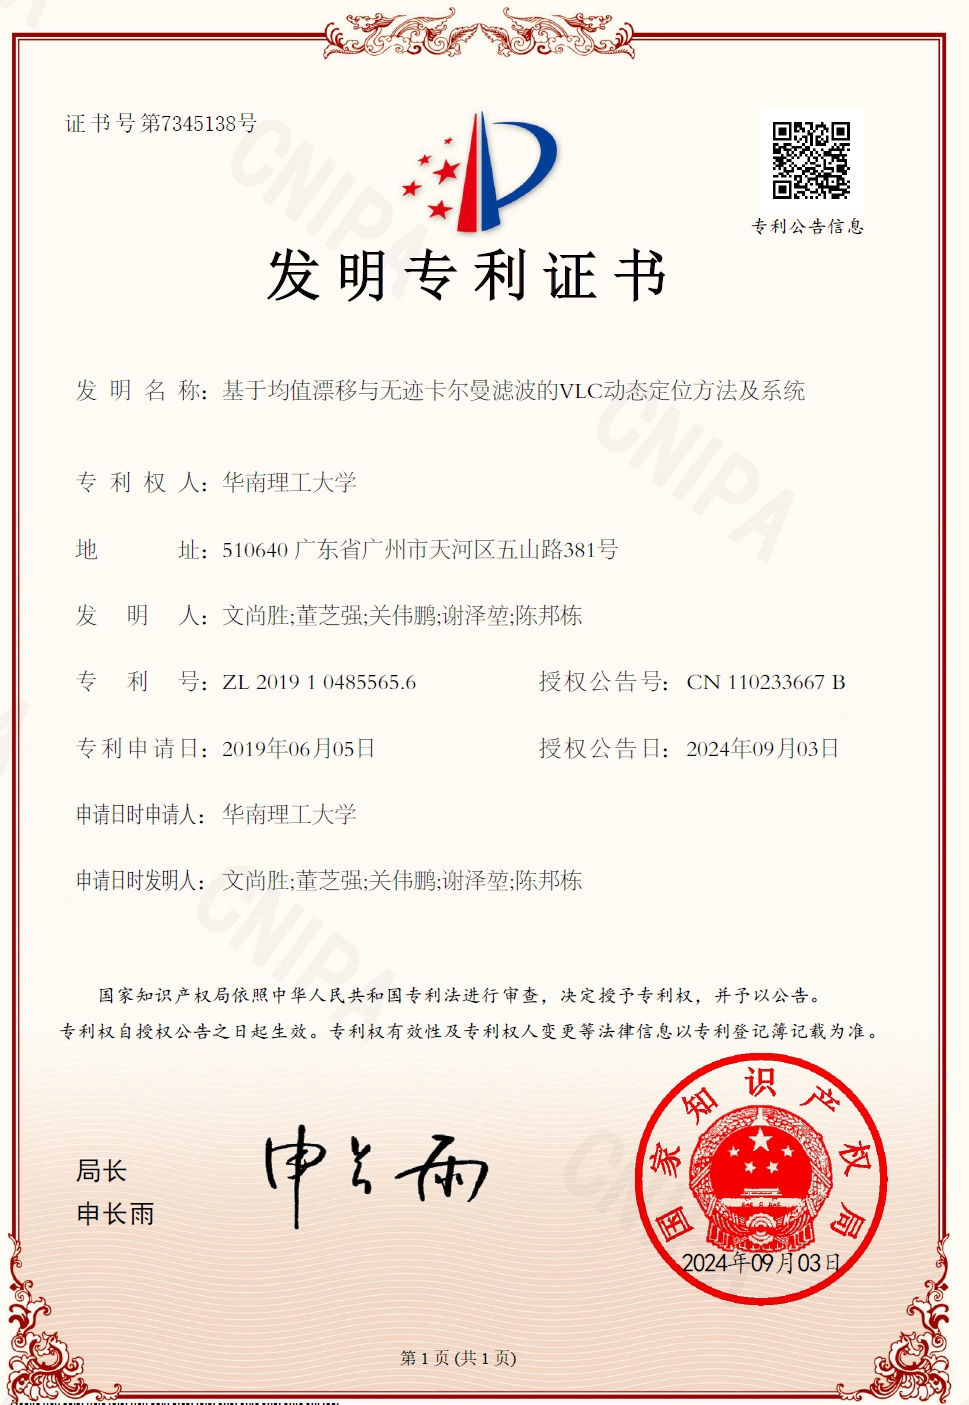 证书号第7345138号
专利公告信息
发明专利证书
发明名称：基于均值漂移与无迹卡尔曼滤波的VLC动态定位方法及系统
专利权人：华南理工大学
地址：510640 广东省广州市天河区五山路381号
发明人：文尚胜;董芝强;关伟鹏;谢泽堃;陈邦栋
专利号：ZL 2019 1 0485565.6 授权公告号：CN 110233667 B
专利申请日：2019年06月05日 授权公告日：2024年09月03日
申请日时申请人：华南理工大学
申请日时发明人：文尚胜;董芝强;关伟鹏;谢泽堃;陈邦栋
国家知识产权局依照中华人民共和国专利法进行审查，决定授予专利权，并予以公告。
专利权自授权公告之日起生效。专利权有效性及专利权人变更等法律信息以专利登记簿记载为准。
局长
申长雨
申长雨
国家知识产权局
2024年09月03日
第 1 页 (共 1 页)
CNIPA
CNIPA
CNIPA
CNIPA